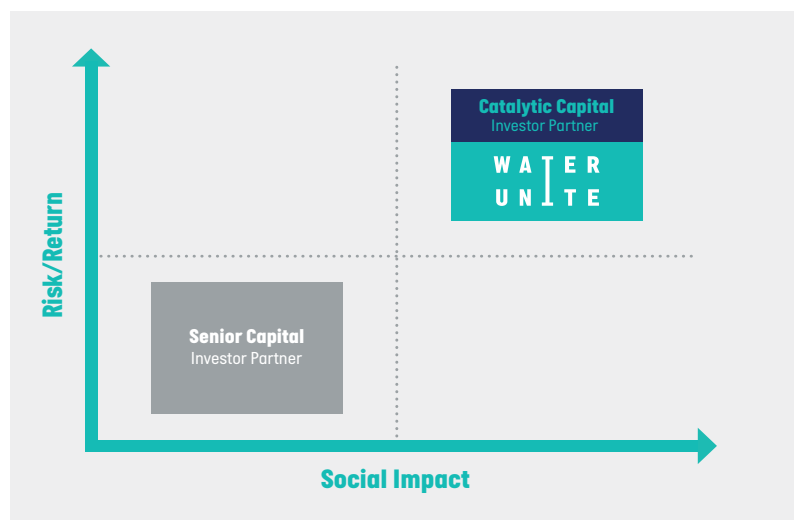 Catalytic Capital
Investor Partner
WATER
UNITE
Risk/Return
Senior Capital
Investor Partner
Social Impact